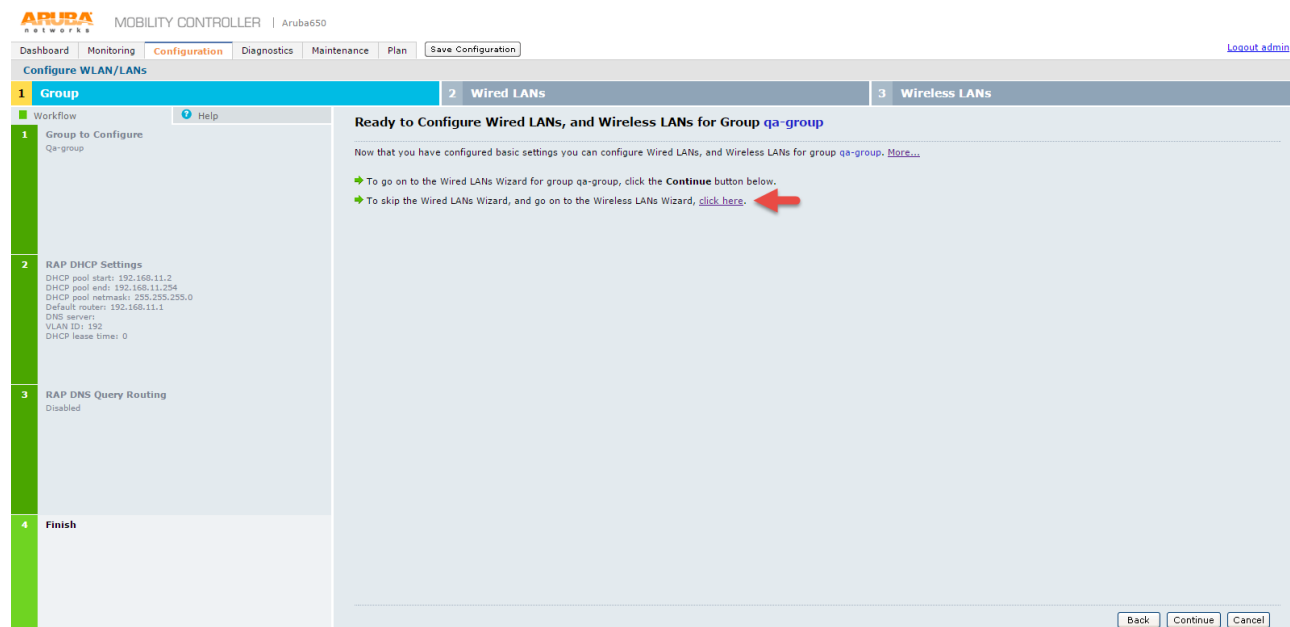 ARUBA networks MOBILITY CONTROLLER | Aruba650
Dashboard Monitoring Configuration Diagnostics Maintenance Plan Save Configuration Logout admin
Configure WLAN/LANs
1 Group 2 Wired LANs 3 Wireless LANs
Workflow ? Help
1 Group to Configure
Qa-group
2 RAP DHCP Settings
DHCP pool start: 192.168.11.2
DHCP pool end: 192.168.11.254
DHCP pool netmask: 255.255.255.0
Default router: 192.168.11.1
DNS server:
VLAN ID: 192
DHCP lease time: 0
3 RAP DNS Query Routing
Disabled
4 Finish
Ready to Configure Wired LANs, and Wireless LANs for Group qa-group
Now that you have configured basic settings you can configure Wired LANs, and Wireless LANs for group qa-group. More...
To go on to the Wired LANs Wizard for group qa-group, click the Continue button below.
To skip the Wired LANs Wizard, and go on to the Wireless LANs Wizard, click here.
Back Continue Cancel